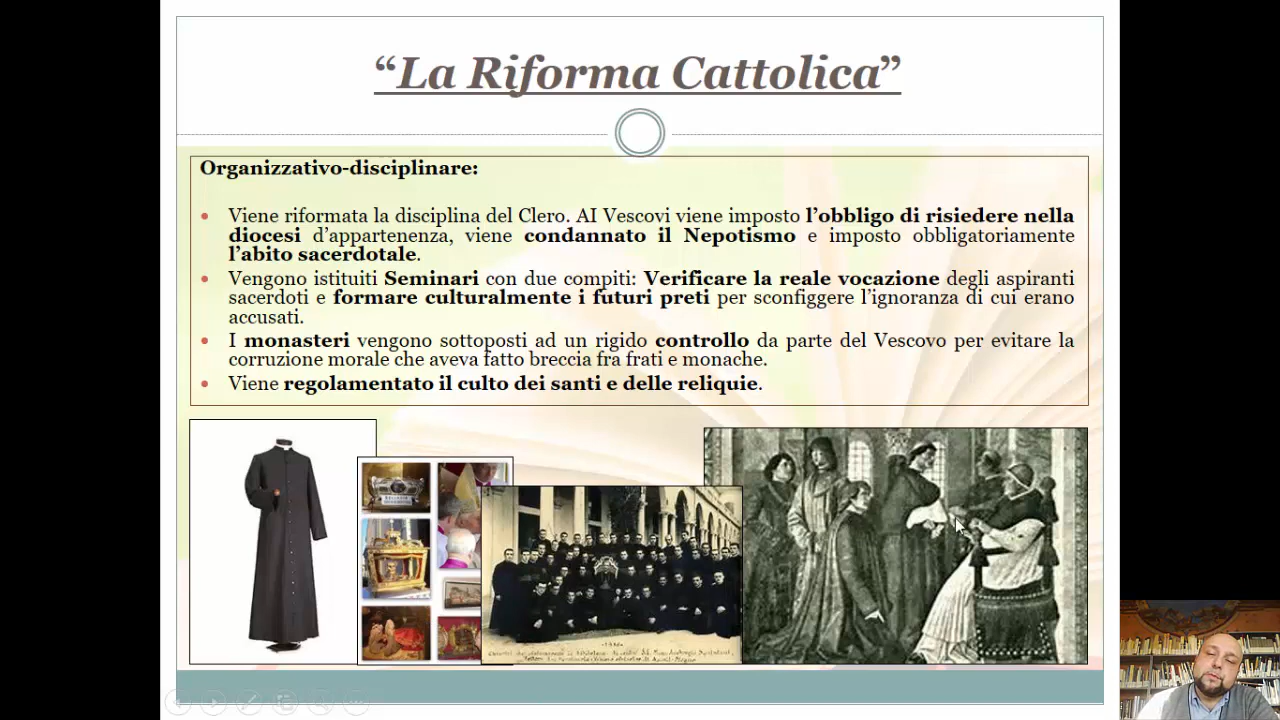 “La Riforma Cattolica”
Organizzativo-disciplinare:
Viene riformata la disciplina del Clero. AI Vescovi viene imposto l’obbligo di risiedere nella
diocesi d’appartenenza, viene condannato il Nepotismo e imposto obbligatoriamente
l’abito sacerdotale.
Vengono istituiti Seminari con due compiti: Verificare la reale vocazione degli aspiranti
sacerdoti e formare culturalmente i futuri preti per sconfiggere l’ignoranza di cui erano
accusati.
I monasteri vengono sottoposti ad un rigido controllo da parte del Vescovo per evitare la
corruzione morale che aveva fatto breccia fra frati e monache.
Viene regolamentato il culto dei santi e delle reliquie.